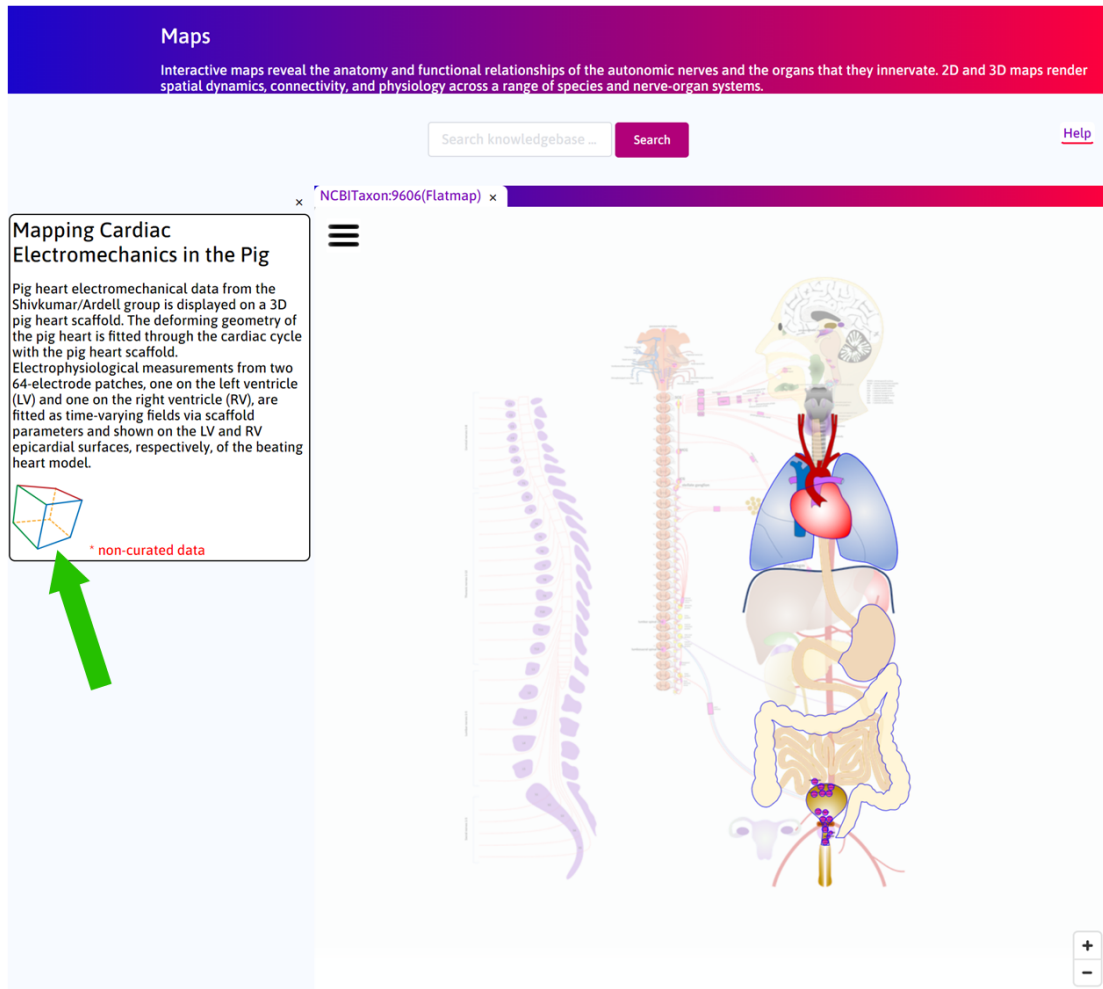 Maps
Interactive maps reveal the anatomy and functional relationships of the autonomic nerves and the organs that they innervate. 2D and 3D maps render
spatial dynamics, connectivity, and physiology across a range of species and nerve-organ systems.
Search knowledgebase ...
Search
Help
×
NCBITaxon:9606(Flatmap) ×
Mapping Cardiac
Electromechanics in the Pig
Pig heart electromechanical data from the
Shivkumar/Ardell group is displayed on a 3D
pig heart scaffold. The deforming geometry of
the pig heart is fitted through the cardiac cycle
with the pig heart scaffold.
Electrophysiological measurements from two
64-electrode patches, one on the left ventricle
(LV) and one on the right ventricle (RV), are
fitted as time-varying fields via scaffold
parameters and shown on the LV and RV
epicardial surfaces, respectively, of the beating
heart model.
* non-curated data
+
−